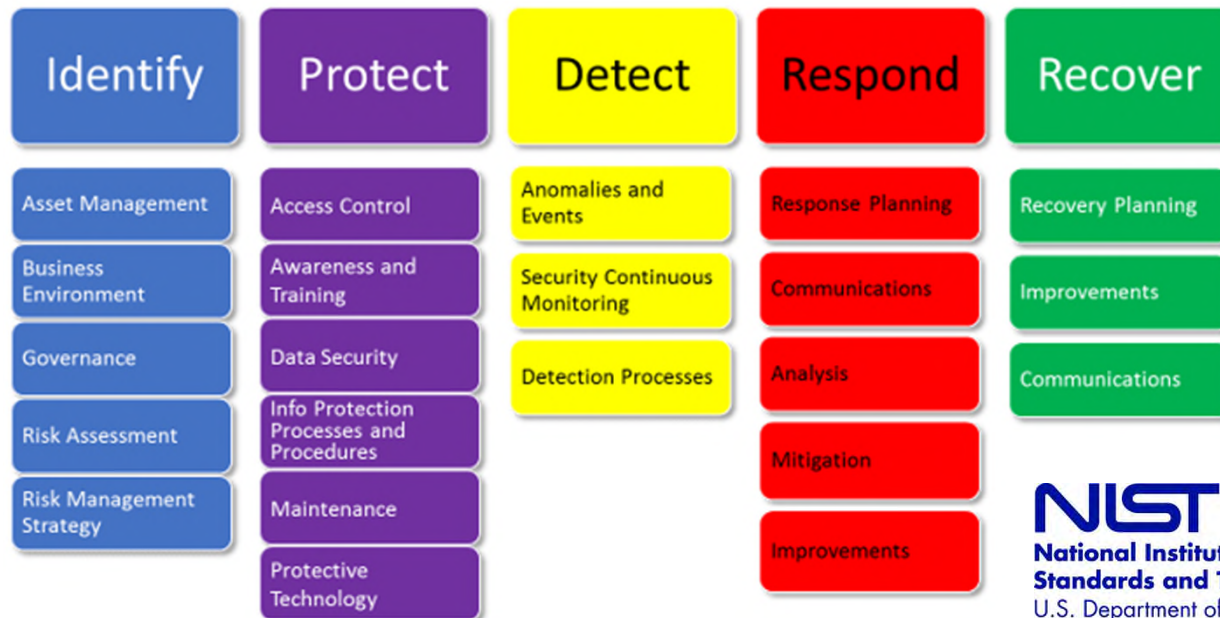 Identify
Protect
Detect
Respond
Recover
Asset Management
Business
Environment
Governance
Risk Assessment
Risk Management
Strategy
Access Control
Awareness and
Training
Data Security
Info Protection
Processes and
Procedures
Maintenance
Protective
Technology
Anomalies and
Events
Security Continuous
Monitoring
Detection Processes
Response Planning
Communications
Analysis
Mitigation
Improvements
Recovery Planning
Improvements
Communications
NIST
National Institut
Standards and T
U.S. Department of